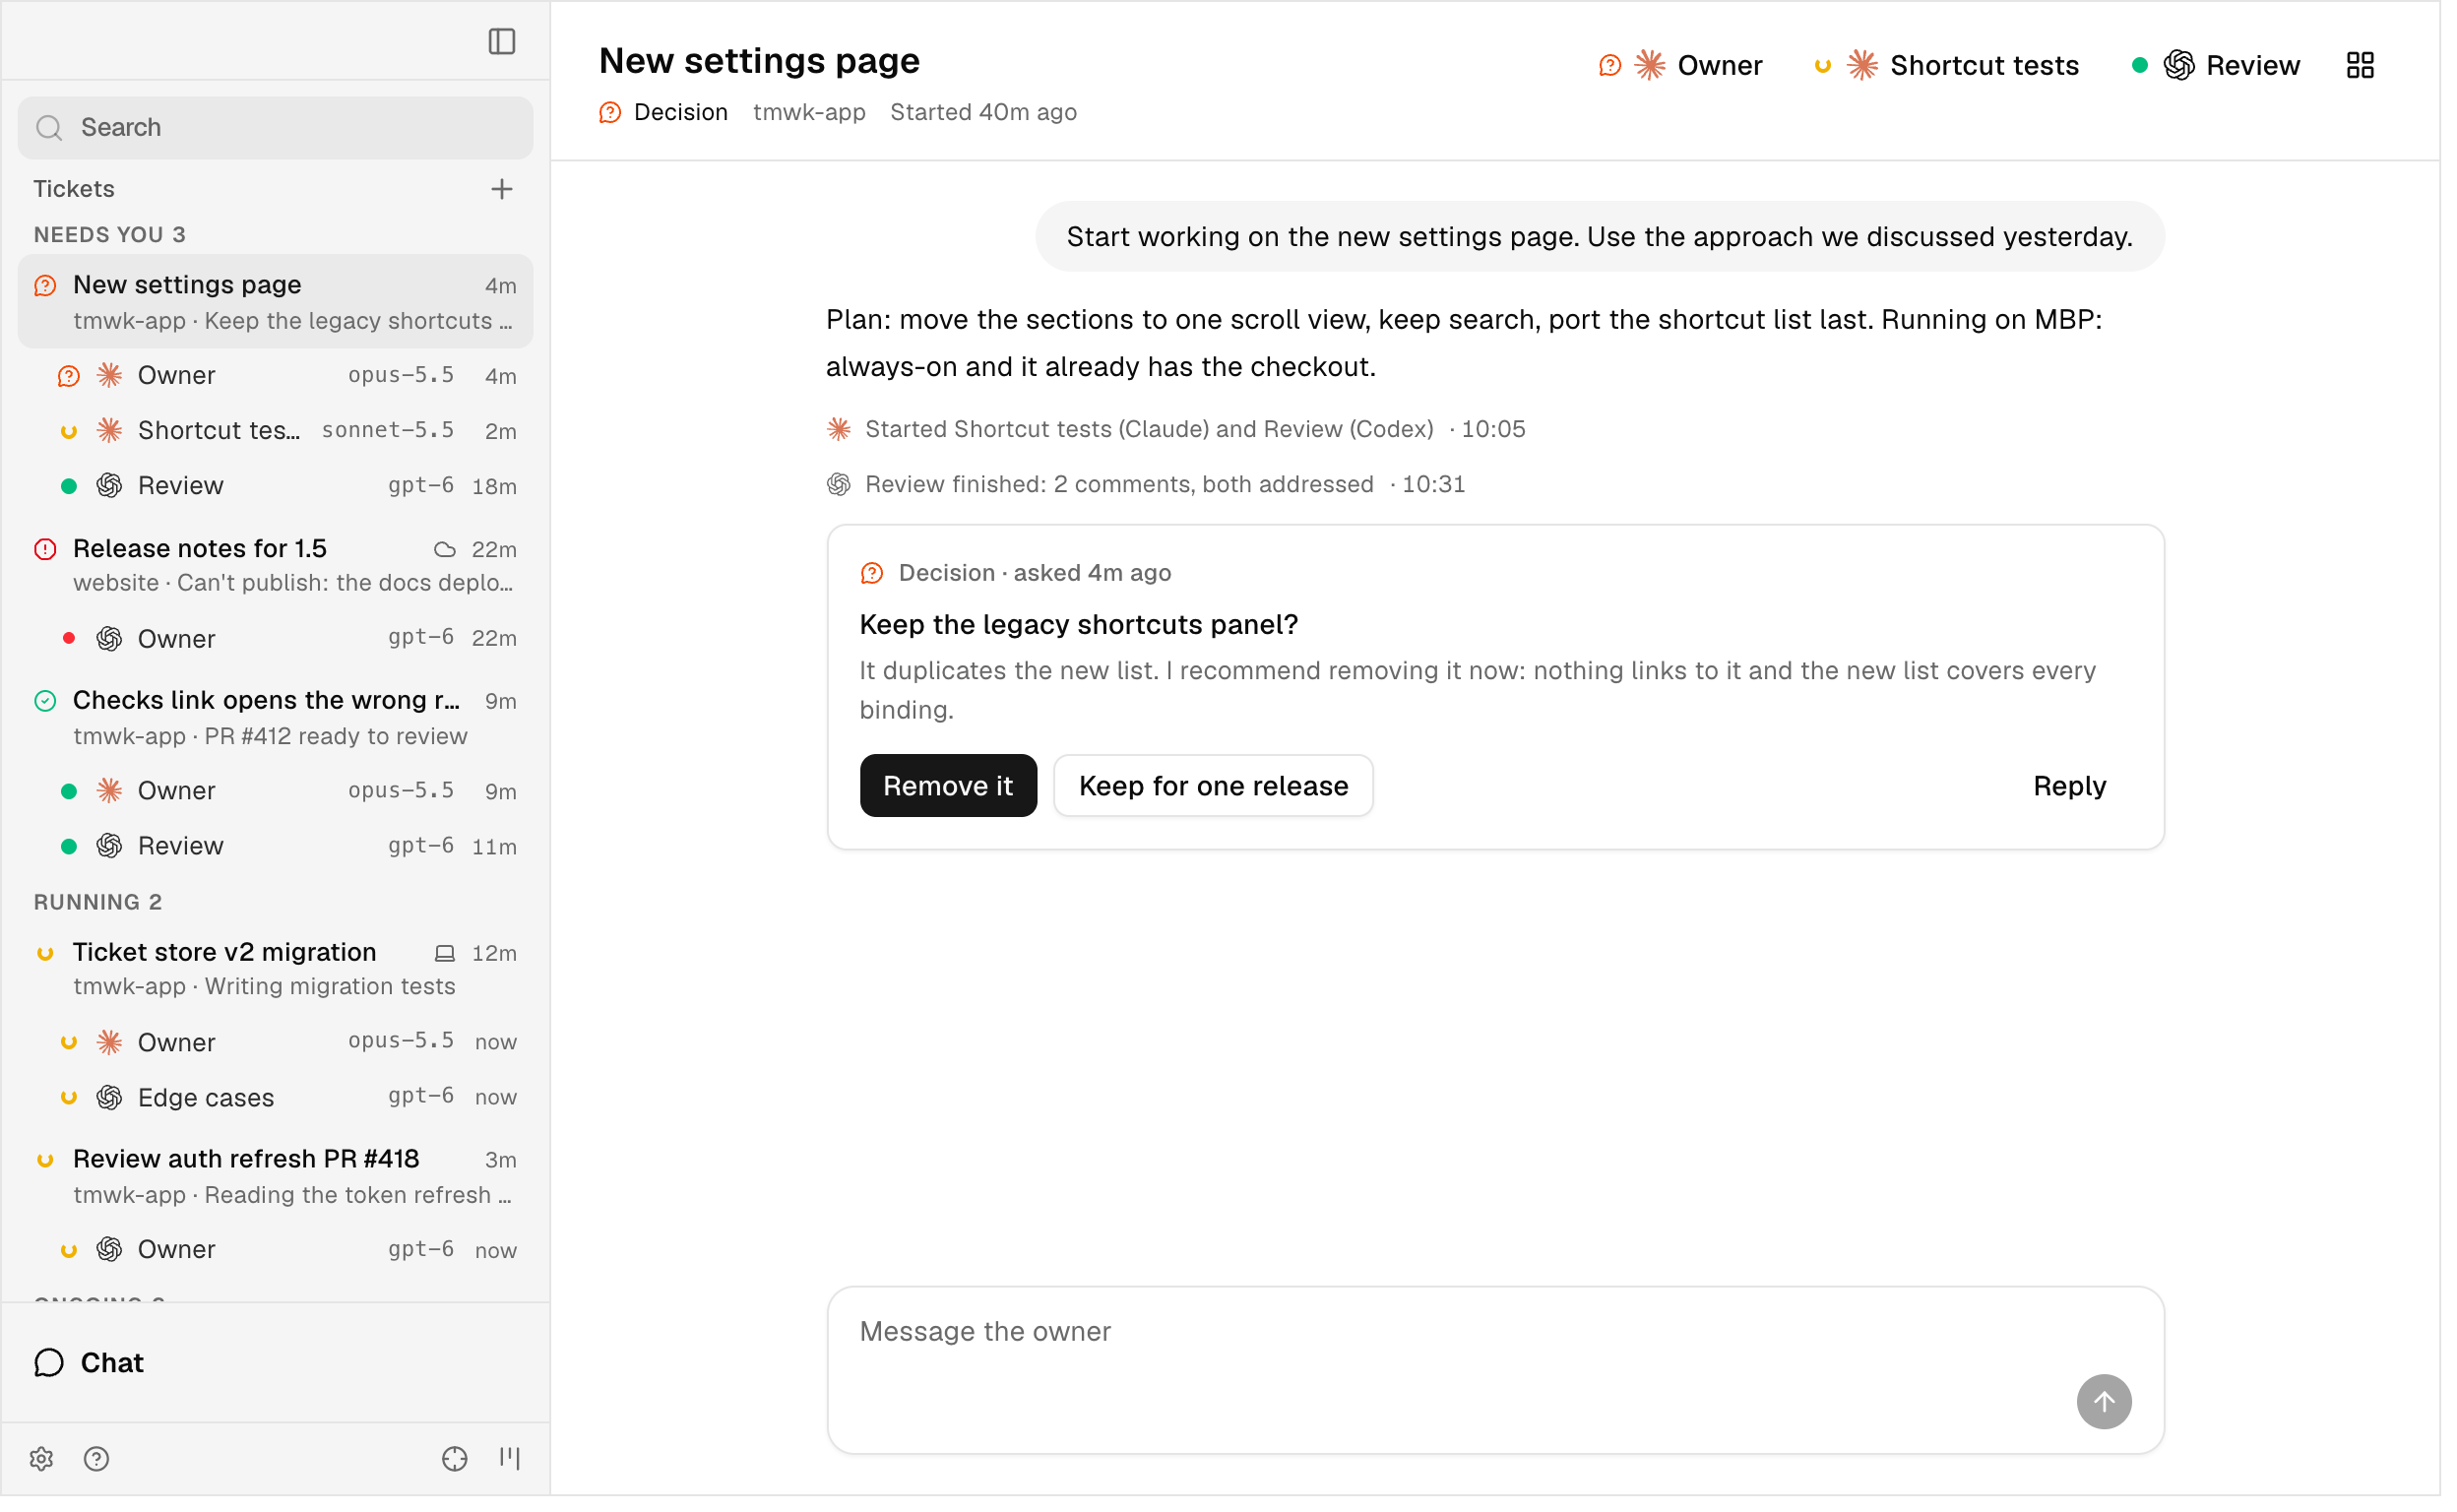 Search
Tickets
NEEDS YOU 3
New settings page 4m
tmwk-app · Keep the legacy shortcuts ...
Owner opus-5.5 4m
Shortcut tes... sonnet-5.5 2m
Review gpt-6 18m
Release notes for 1.5 22m
website · Can't publish: the docs deplo...
Owner gpt-6 22m
Checks link opens the wrong r... 9m
tmwk-app · PR #412 ready to review
Owner opus-5.5 9m
Review gpt-6 11m
RUNNING 2
Ticket store v2 migration 12m
tmwk-app · Writing migration tests
Owner opus-5.5 now
Edge cases gpt-6 now
Review auth refresh PR #418 3m
tmwk-app · Reading the token refresh ...
Owner gpt-6 now
Chat
New settings page
Decision tmwk-app Started 40m ago
Owner Shortcut tests Review
Start working on the new settings page. Use the approach we discussed yesterday.
Plan: move the sections to one scroll view, keep search, port the shortcut list last. Running on MBP:
always-on and it already has the checkout.
Started Shortcut tests (Claude) and Review (Codex) · 10:05
Review finished: 2 comments, both addressed · 10:31
Decision · asked 4m ago
Keep the legacy shortcuts panel?
It duplicates the new list. I recommend removing it now: nothing links to it and the new list covers every
binding.
Remove it Keep for one release Reply
Message the owner